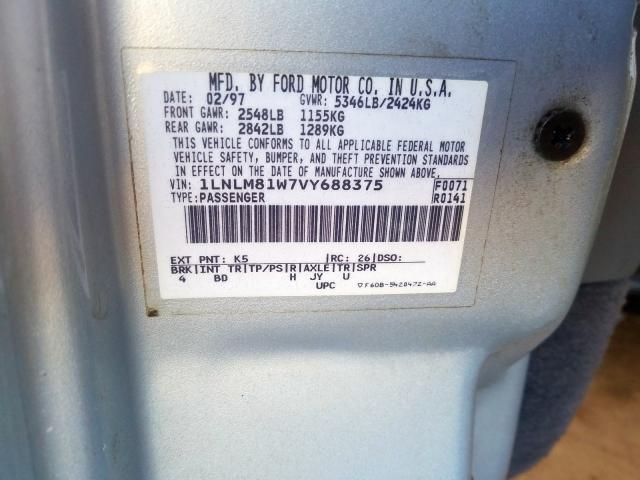 MFD. BY FORD MOTOR CO. IN U.S.A.
DATE: 02/97 GVWR: 5346LB/2424KG
FRONT GAWR: 2548LB 1155KG
REAR GAWR: 2842LB 1289KG
THIS VEHICLE CONFORMS TO ALL APPLICABLE FEDERAL MOTOR
VEHICLE SAFETY, BUMPER, AND THEFT PREVENTION STANDARDS
IN EFFECT ON THE DATE OF MANUFACTURE SHOWN ABOVE.
VIN: 1LNLM81W7VY688375 F0071
TYPE: PASSENGER R0141
EXT PNT: K5 |RC: 26|DSO:
BRK|INT TR|TP/PS|R|AXLE|TR|SPR
4 BD H JY U
UPC ▽F6DB-5420472-AA